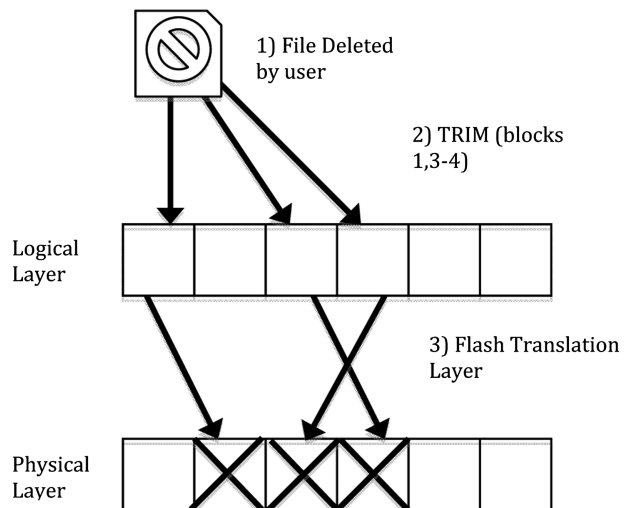 1) File Deleted
by user
2) TRIM (blocks
1,3-4)
Logical
Layer
3) Flash Translation
Layer
Physical
Layer